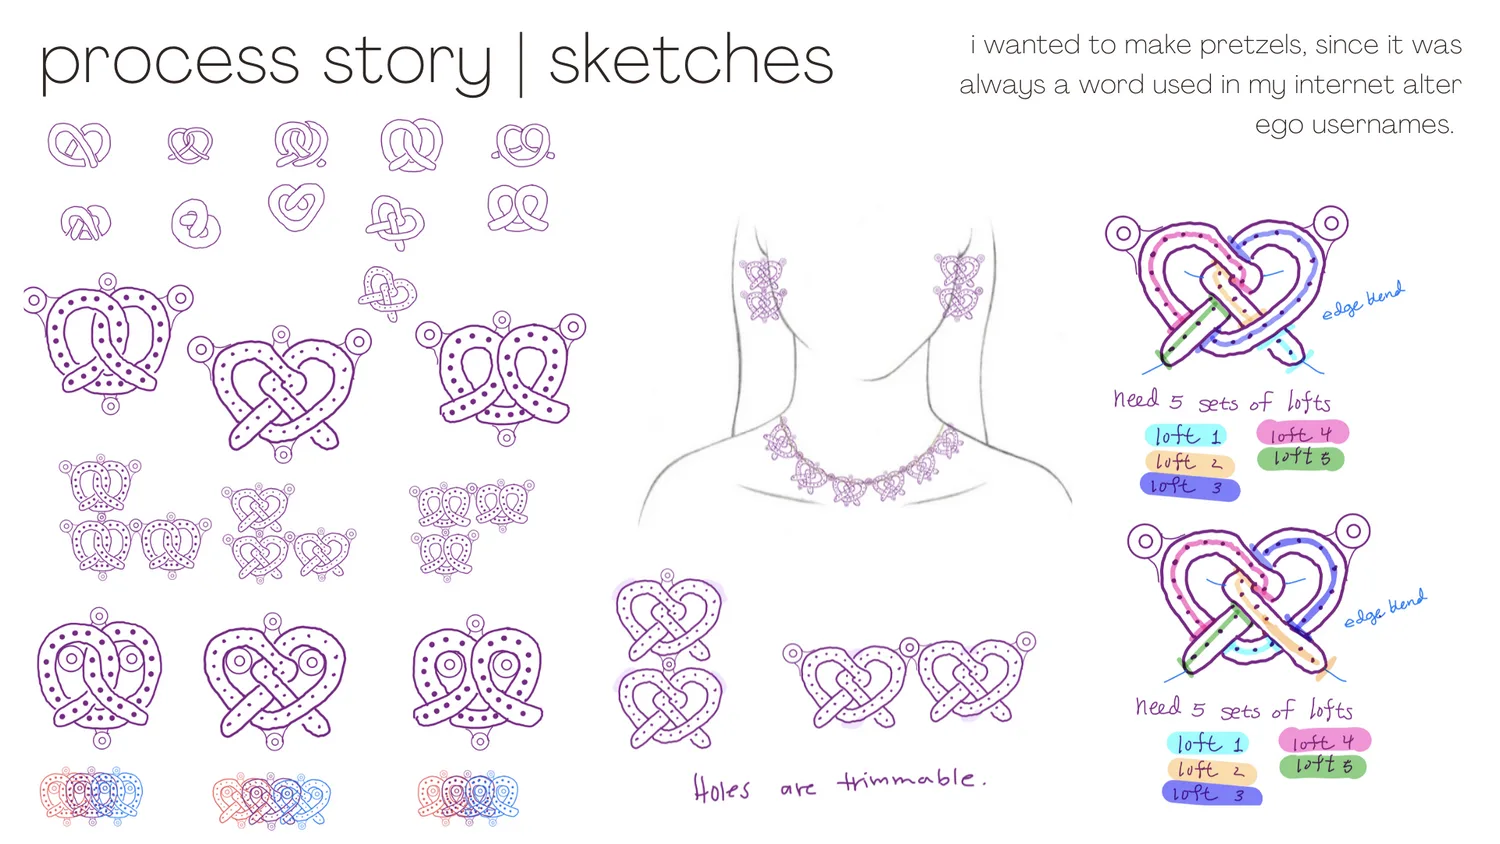 process story | sketches
i wanted to make pretzels, since it was
always a word used in my internet alter
ego usernames.
edge blend
need 5 sets of lofts
loft 1
loft 2
loft 3
loft 4
loft 5
edge blend
need 5 sets of lofts
loft 1
loft 2
loft 3
loft 4
loft 5
Holes are trimmable.